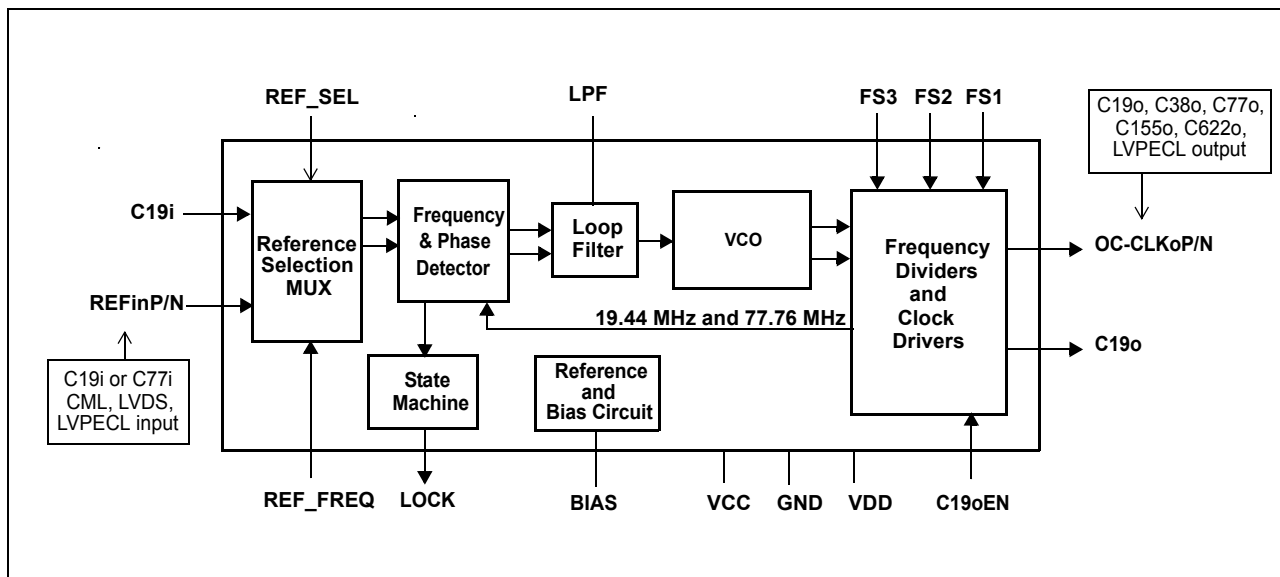 REF_SEL
LPF
FS3
FS2
FS1
C19o, C38o, C77o,
C155o, C622o,
LVPECL output
C19i
REFinP/N
C19i or C77i
CML, LVDS,
LVPECL input
Reference
Selection
MUX
Frequency
& Phase
Detector
Loop
Filter
VCO
Frequency
Dividers
and
Clock
Drivers
OC-CLKoP/N
C19o
19.44 MHz and 77.76 MHz
State
Machine
Reference
and
Bias Circuit
REF_FREQ
LOCK
BIAS
VCC
GND
VDD
C19oEN